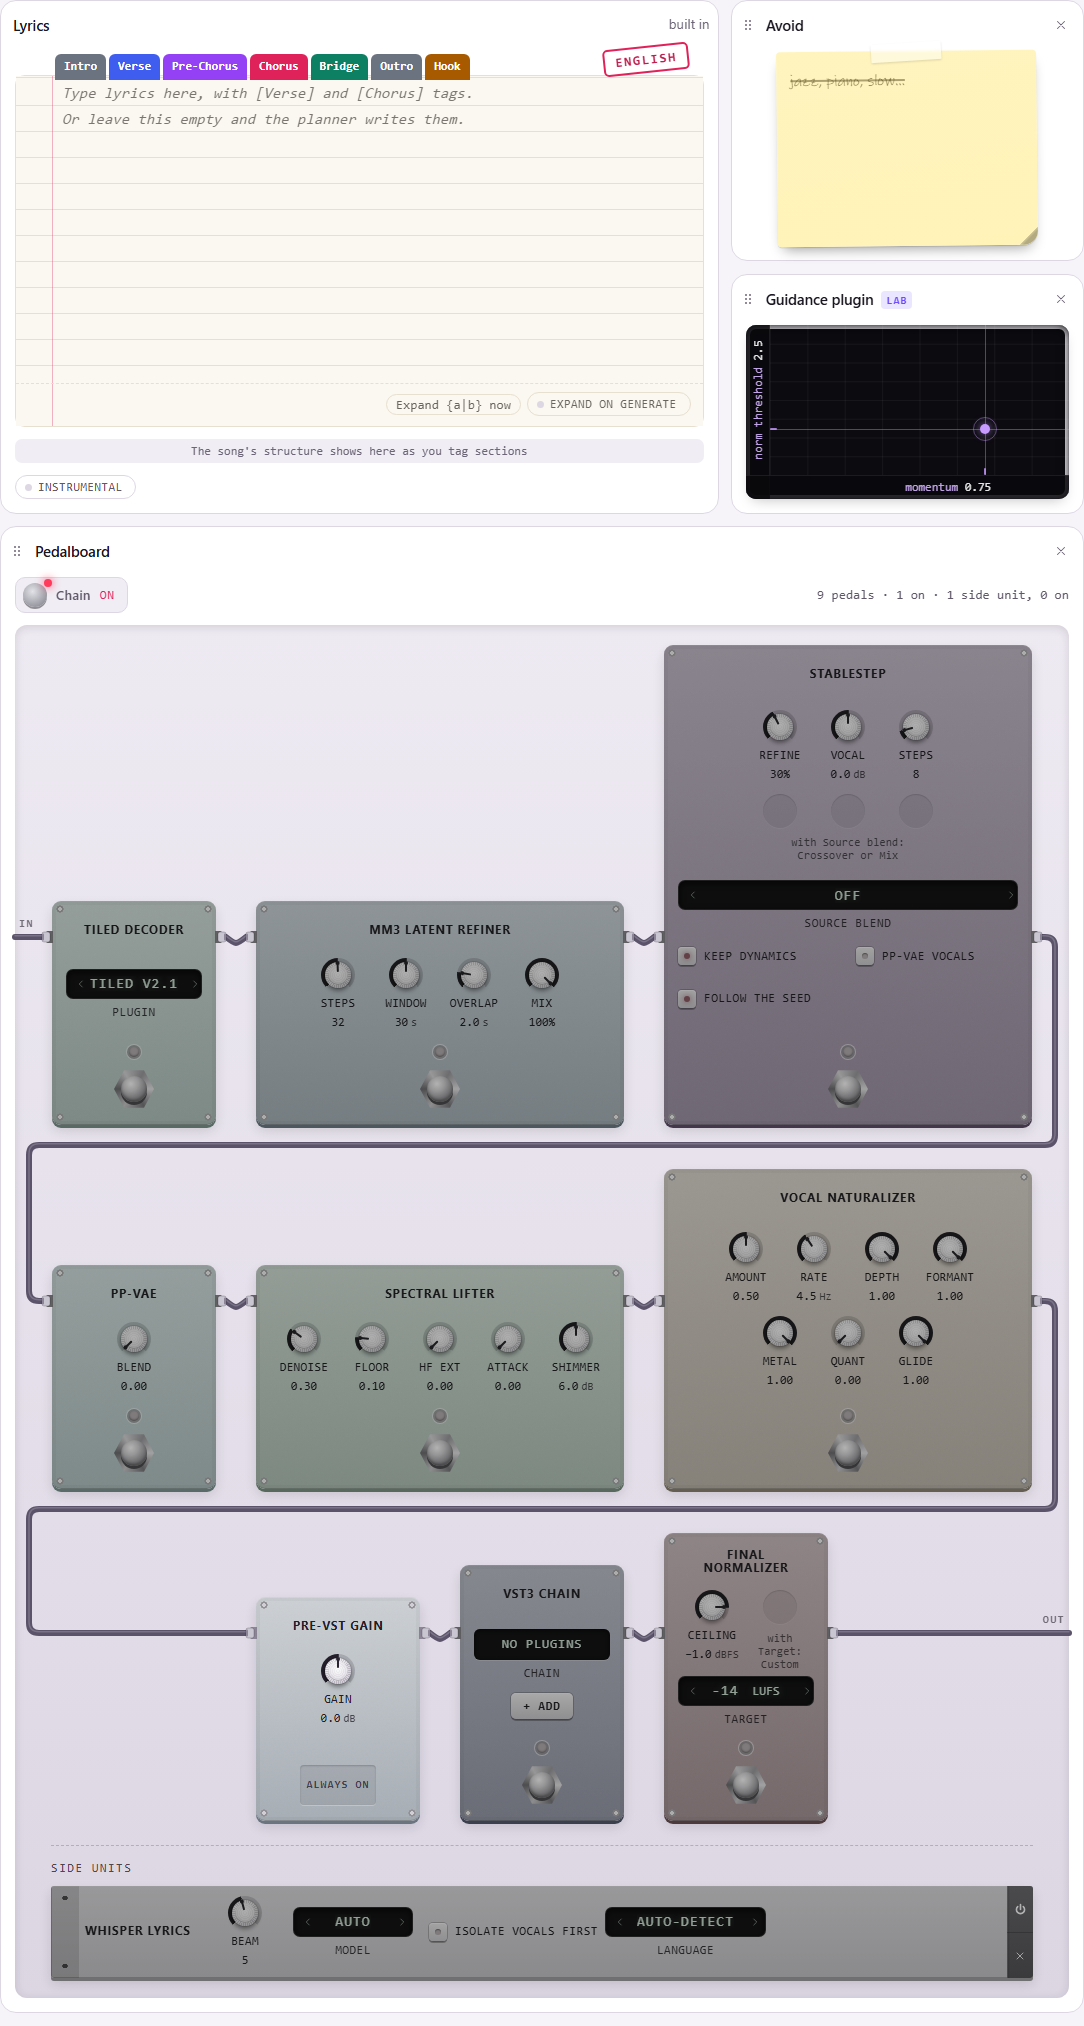 Lyrics
built in
Intro
Verse
Pre-Chorus
Chorus
Bridge
Outro
Hook
ENGLISH
Type lyrics here, with [Verse] and [Chorus] tags.
Or leave this empty and the planner writes them.
Expand {a|b} now
EXPAND ON GENERATE
The song's structure shows here as you tag sections
INSTRUMENTAL
Avoid
jazz, piano, slow...
Guidance plugin
LAB
norm threshold 2.5
momentum 0.75
Pedalboard
Chain ON
9 pedals · 1 on · 1 side unit, 0 on
STABLESTEP
REFINE
VOCAL
STEPS
30%
0.0 dB
8
with Source blend:
Crossover or Mix
OFF
SOURCE BLEND
KEEP DYNAMICS
PP-VAE VOCALS
FOLLOW THE SEED
IN
TILED DECODER
TILED V2.1
PLUGIN
MM3 LATENT REFINER
STEPS
WINDOW
OVERLAP
MIX
32
30 s
2.0 s
100%
PP-VAE
BLEND
0.00
SPECTRAL LIFTER
DENOISE
FLOOR
HF EXT
ATTACK
SHIMMER
0.30
0.10
0.00
0.00
6.0 dB
VOCAL NATURALIZER
AMOUNT
RATE
DEPTH
FORMANT
0.50
4.5 Hz
1.00
1.00
METAL
QUANT
GLIDE
1.00
0.00
1.00
PRE-VST GAIN
GAIN
0.0 dB
ALWAYS ON
VST3 CHAIN
NO PLUGINS
CHAIN
+ ADD
FINAL
NORMALIZER
CEILING
-1.0 dBFS
with
Target:
Custom
-14 LUFS
TARGET
OUT
SIDE UNITS
WHISPER LYRICS
BEAM
5
AUTO
MODEL
ISOLATE VOCALS FIRST
AUTO-DETECT
LANGUAGE